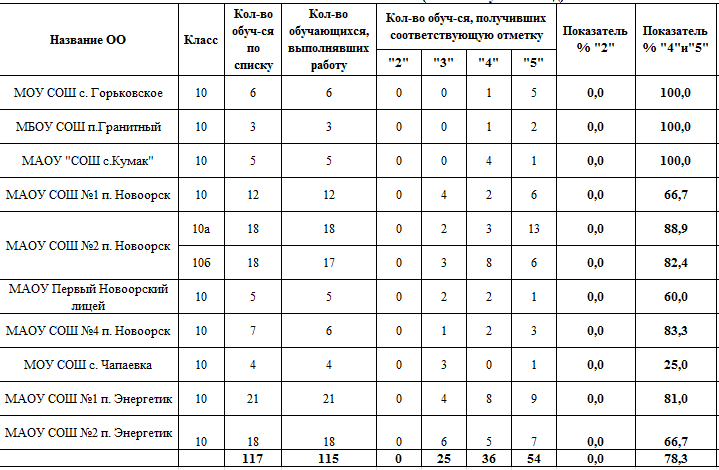 Название ОО Класс Кол-во обуч-ся по списку Кол-во обучающихся, выполнявших работу Кол-во обуч-ся, получивших соответствующую отметку Показатель % "2" Показатель % "4"и"5"
"2" "3" "4" "5"
МОУ СОШ с. Горьковское 10 6 6 0 0 1 5 0,0 100,0
МБОУ СОШ п.Гранитный 10 3 3 0 0 1 2 0,0 100,0
МАОУ "СОШ с.Кумак" 10 5 5 0 0 4 1 0,0 100,0
МАОУ СОШ №1 п. Новоорск 10 12 12 0 4 2 6 0,0 66,7
МАОУ СОШ №2 п. Новоорск 10а 18 18 0 2 3 13 0,0 88,9
10б 18 17 0 3 8 6 0,0 82,4
МАОУ Первый Новоорский лицей 10 5 5 0 2 2 1 0,0 60,0
МАОУ СОШ №4 п. Новоорск 10 7 6 0 1 2 3 0,0 83,3
МОУ СОШ с. Чапаевка 10 4 4 0 3 0 1 0,0 25,0
МАОУ СОШ №1 п. Энергетик 10 21 21 0 4 8 9 0,0 81,0
МАОУ СОШ №2 п. Энергетик 10 18 18 0 6 5 7 0,0 66,7
117 115 0 25 36 54 0,0 78,3